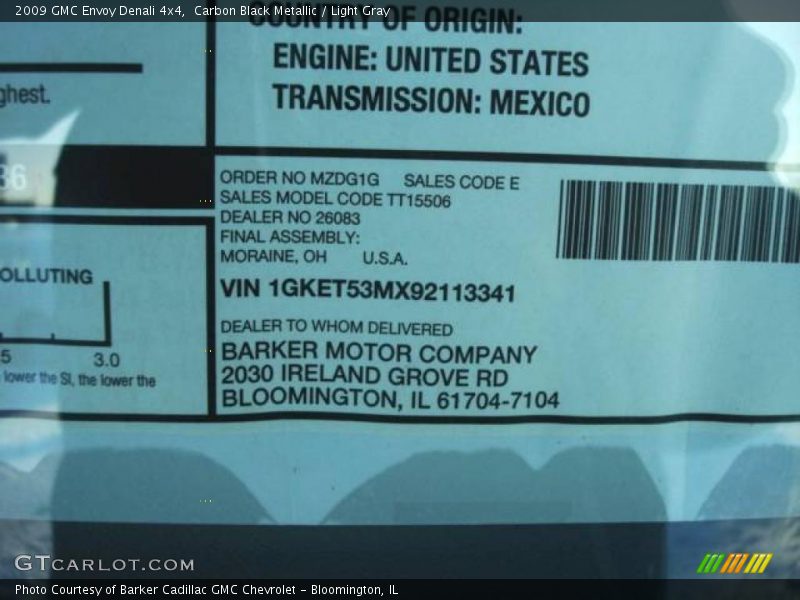 2009 GMC Envoy Denali 4x4,  Carbon Black Metallic / Light Gray
COUNTRY OF ORIGIN:
ENGINE: UNITED STATES
TRANSMISSION: MEXICO
ghest.
36
ORDER NO MZDG1G SALES CODE E
SALES MODEL CODE TT15506
DEALER NO 26083
FINAL ASSEMBLY:
MORAINE, OH U.S.A.
VIN 1GKET53MX92113341
OLLUTING
5 3.0
lower the SI, the lower the
DEALER TO WHOM DELIVERED
BARKER MOTOR COMPANY
2030 IRELAND GROVE RD
BLOOMINGTON, IL 61704-7104
GTCARLOT.COM
Photo Courtesy of Barker Cadillac GMC Chevrolet - Bloomington, IL